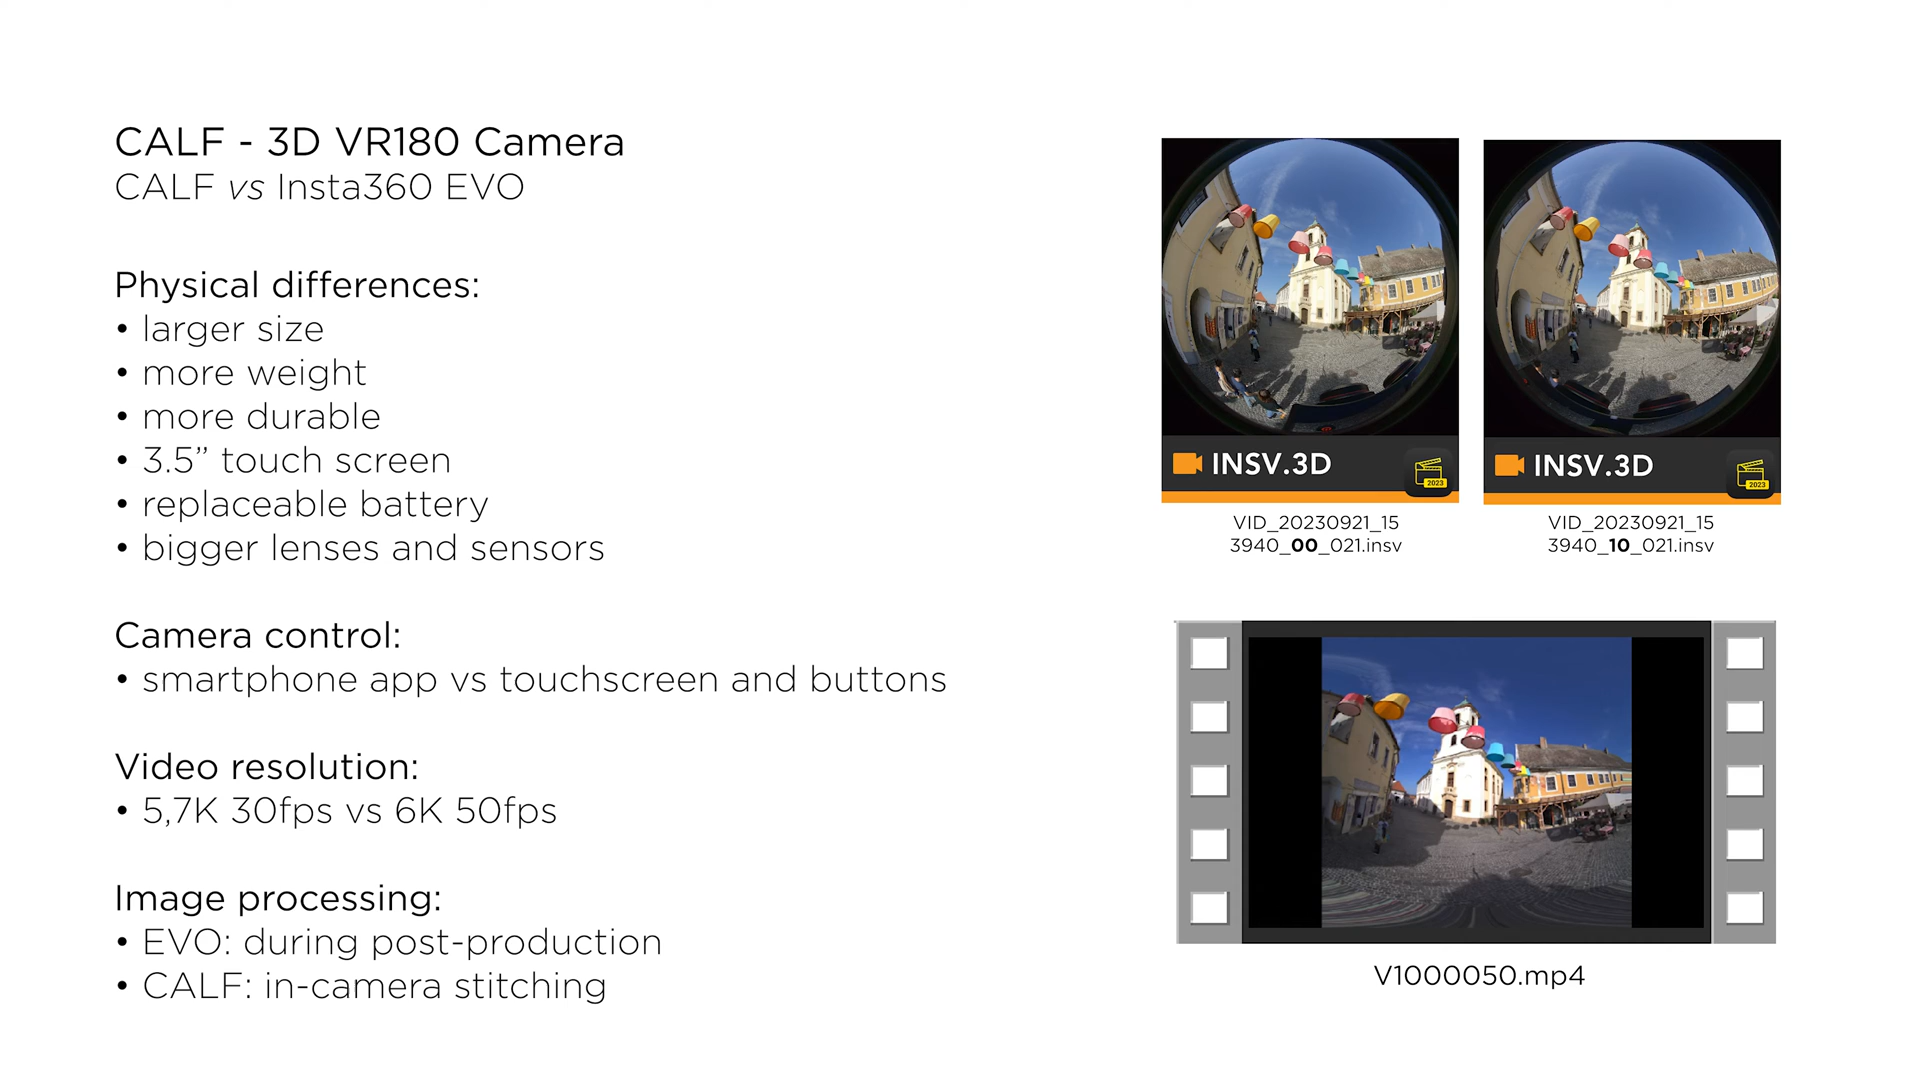 CALF - 3D VR180 Camera
CALF vs Insta360 EVO
Physical differences:
• larger size
• more weight
• more durable
• 3.5” touch screen
• replaceable battery
• bigger lenses and sensors
Camera control:
• smartphone app vs touchscreen and buttons
Video resolution:
• 5,7K 30fps vs 6K 50fps
Image processing:
• EVO: during post-production
• CALF: in-camera stitching
INSV.3D
2023
VID_20230921_15
3940_00_021.insv
INSV.3D
2023
VID_20230921_15
3940_10_021.insv
V1000050.mp4